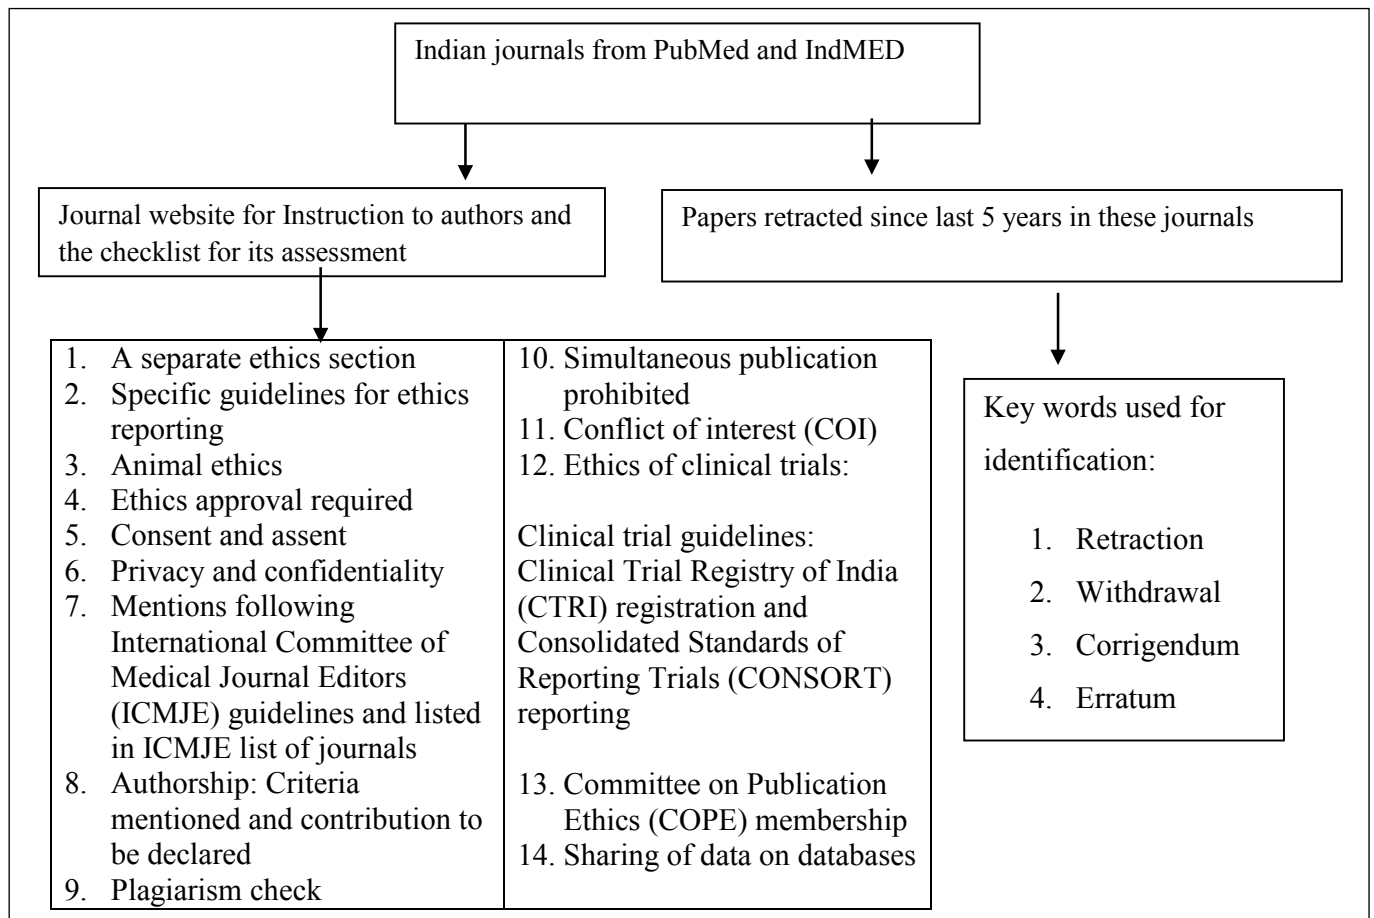 Indian journals from PubMed and IndMED
Journal website for Instruction to authors and
the checklist for its assessment
Papers retracted since last 5 years in these journals
1. A separate ethics section
2. Specific guidelines for ethics
reporting
3. Animal ethics
4. Ethics approval required
5. Consent and assent
6. Privacy and confidentiality
7. Mentions following
International Committee of
Medical Journal Editors
(ICMJE) guidelines and listed
in ICMJE list of journals
8. Authorship: Criteria
mentioned and contribution to
be declared
9. Plagiarism check
10. Simultaneous publication
prohibited
11. Conflict of interest (COI)
12. Ethics of clinical trials:
Clinical trial guidelines:
Clinical Trial Registry of India
(CTRI) registration and
Consolidated Standards of
Reporting Trials (CONSORT)
reporting
13. Committee on Publication
Ethics (COPE) membership
14. Sharing of data on databases
Key words used for
identification:
1. Retraction
2. Withdrawal
3. Corrigendum
4. Erratum